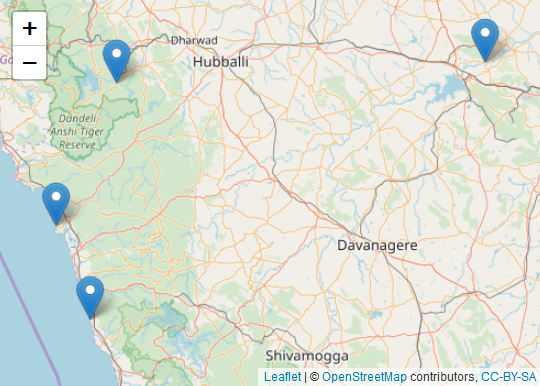 +
−
Dharwad
Hubballi
Dandeli
Anshi Tiger
Reserve
Davanagere
Shivamogga
Leaflet | © OpenStreetMap contributors, CC-BY-SA